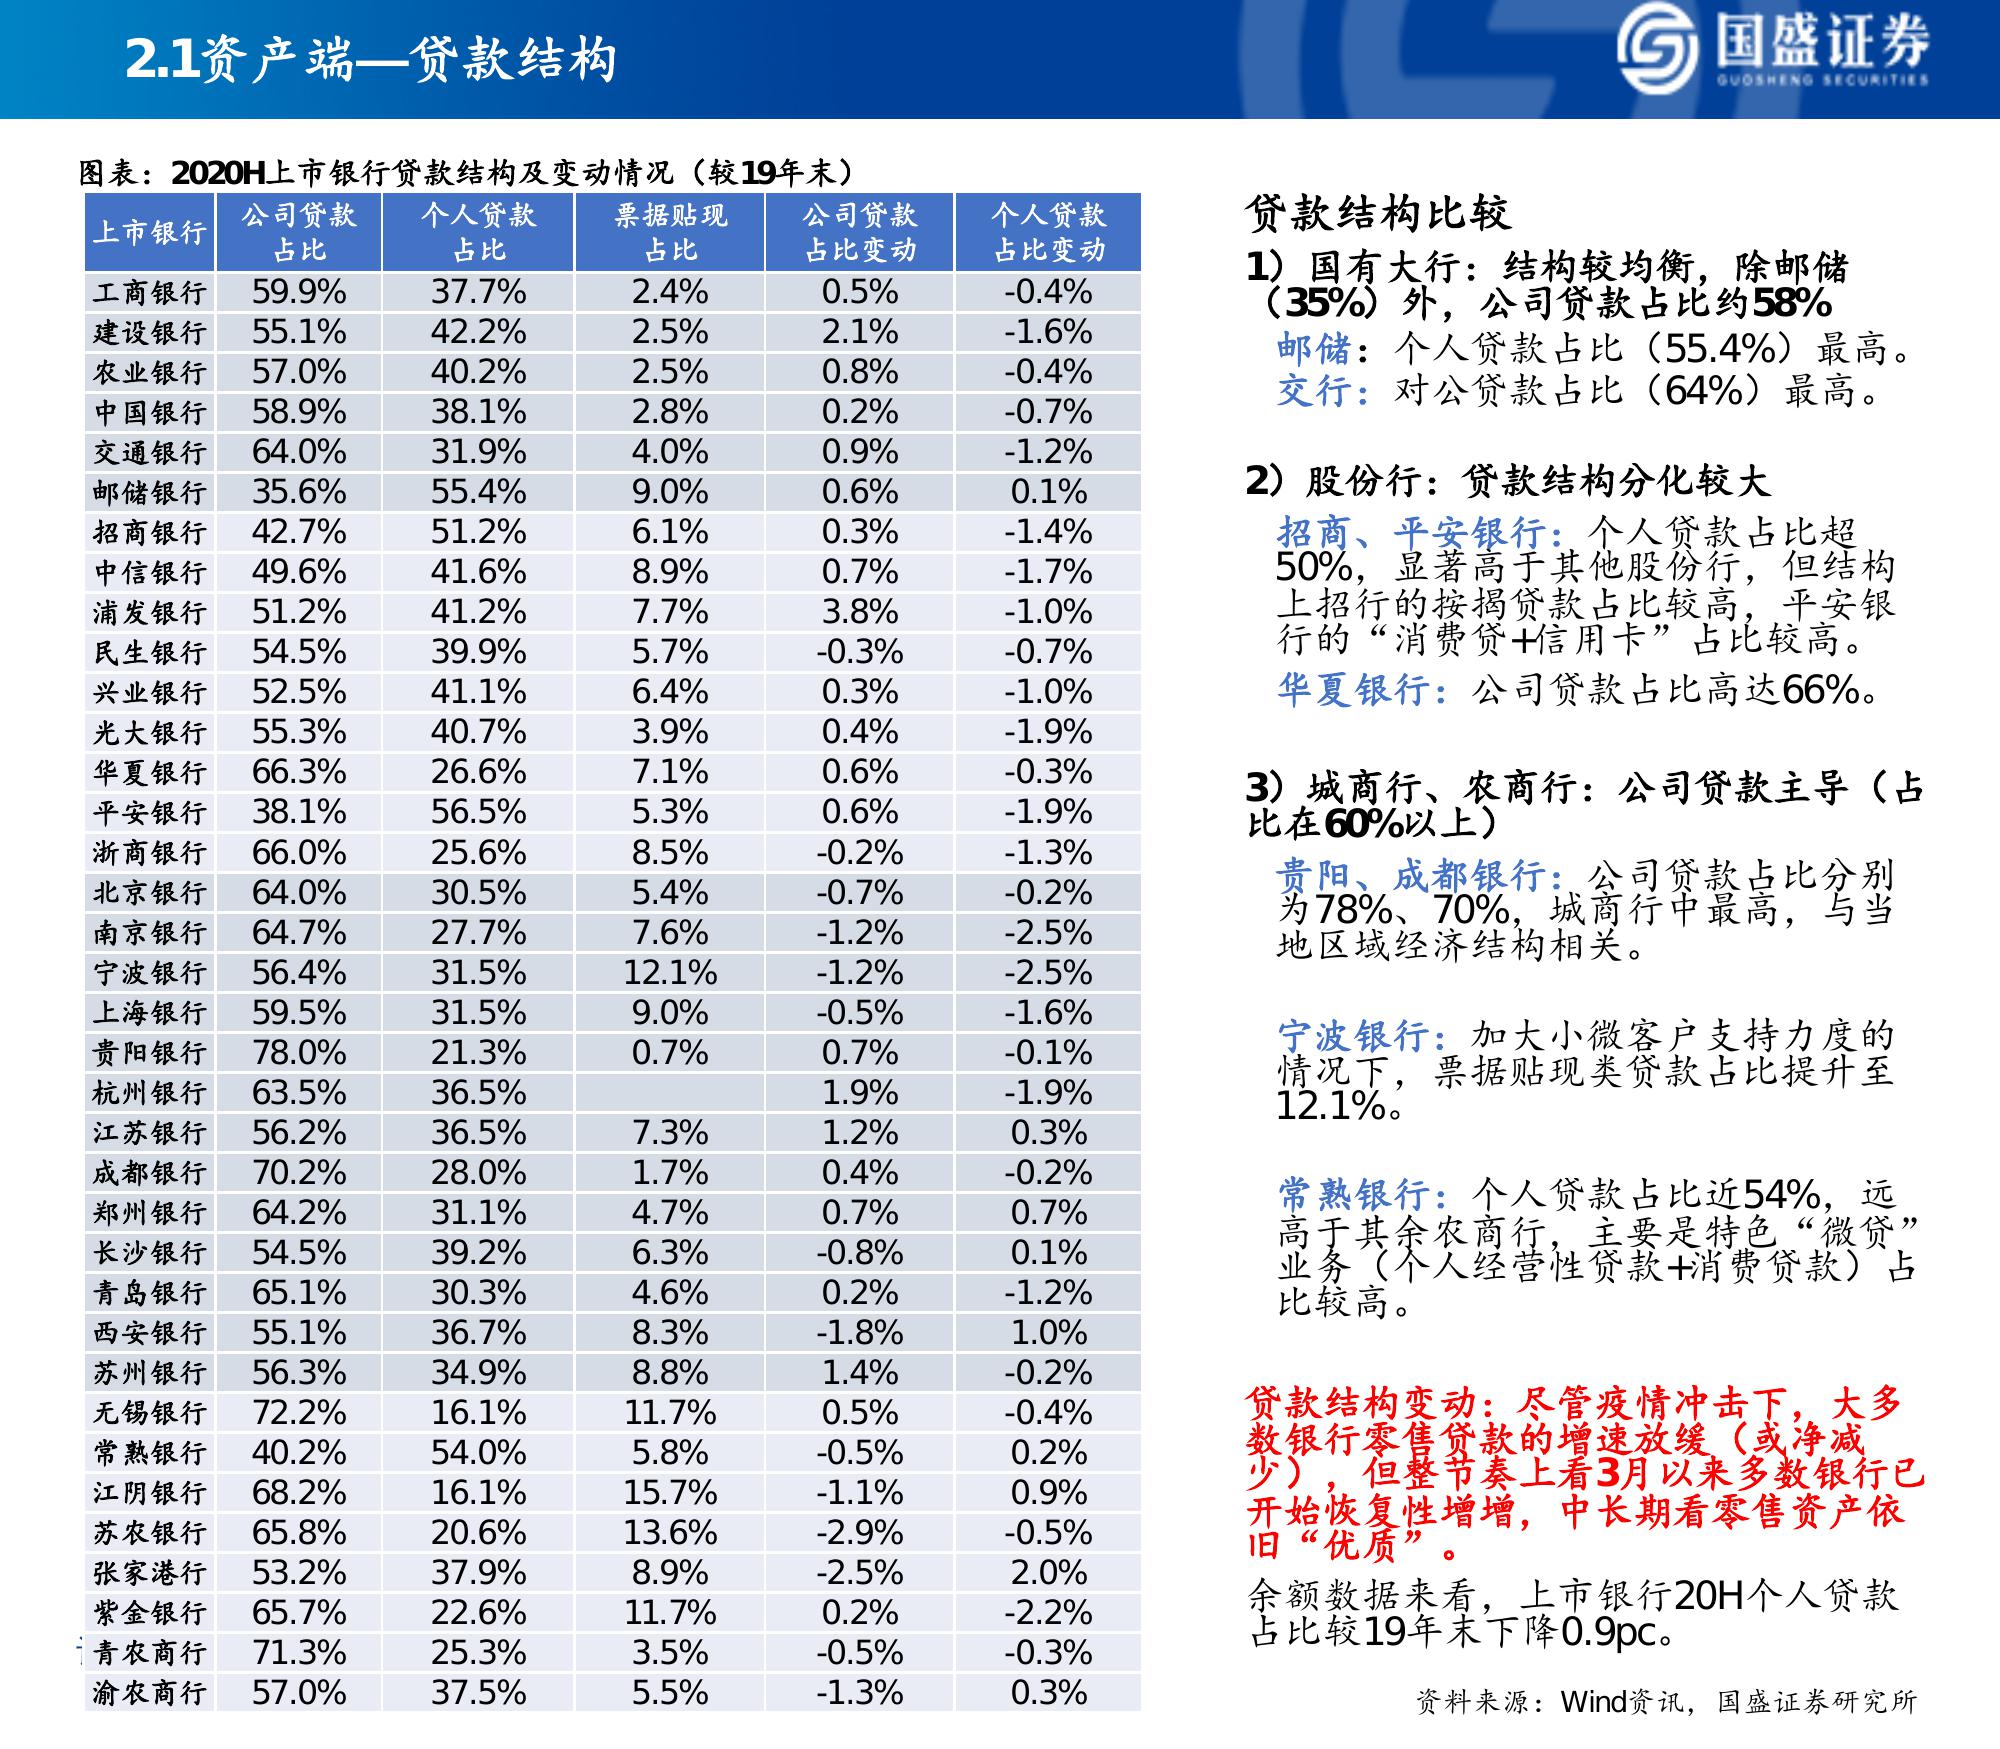 2.1资产端—贷款结构
国盛证券
GUOSHENG SECURITIES
图表：2020H上市银行贷款结构及变动情况（较19年末）
上市银行 公司贷款占比 个人贷款占比 票据贴现占比 公司贷款占比变动 个人贷款占比变动
工商银行 59.9% 37.7% 2.4% 0.5% -0.4%
建设银行 55.1% 42.2% 2.5% 2.1% -1.6%
农业银行 57.0% 40.2% 2.5% 0.8% -0.4%
中国银行 58.9% 38.1% 2.8% 0.2% -0.7%
交通银行 64.0% 31.9% 4.0% 0.9% -1.2%
邮储银行 35.6% 55.4% 9.0% 0.6% 0.1%
招商银行 42.7% 51.2% 6.1% 0.3% -1.4%
中信银行 49.6% 41.6% 8.9% 0.7% -1.7%
浦发银行 51.2% 41.2% 7.7% 3.8% -1.0%
民生银行 54.5% 39.9% 5.7% -0.3% -0.7%
兴业银行 52.5% 41.1% 6.4% 0.3% -1.0%
光大银行 55.3% 40.7% 3.9% 0.4% -1.9%
华夏银行 66.3% 26.6% 7.1% 0.6% -0.3%
平安银行 38.1% 56.5% 5.3% 0.6% -1.9%
浙商银行 66.0% 25.6% 8.5% -0.2% -1.3%
北京银行 64.0% 30.5% 5.4% -0.7% -0.2%
南京银行 64.7% 27.7% 7.6% -1.2% -2.5%
宁波银行 56.4% 31.5% 12.1% -1.2% -2.5%
上海银行 59.5% 31.5% 9.0% -0.5% -1.6%
贵阳银行 78.0% 21.3% 0.7% 0.7% -0.1%
杭州银行 63.5% 36.5% 1.9% -1.9%
江苏银行 56.2% 36.5% 7.3% 1.2% 0.3%
成都银行 70.2% 28.0% 1.7% 0.4% -0.2%
郑州银行 64.2% 31.1% 4.7% 0.7% 0.7%
长沙银行 54.5% 39.2% 6.3% -0.8% 0.1%
青岛银行 65.1% 30.3% 4.6% 0.2% -1.2%
西安银行 55.1% 36.7% 8.3% -1.8% 1.0%
苏州银行 56.3% 34.9% 8.8% 1.4% -0.2%
无锡银行 72.2% 16.1% 11.7% 0.5% -0.4%
常熟银行 40.2% 54.0% 5.8% -0.5% 0.2%
江阴银行 68.2% 16.1% 15.7% -1.1% 0.9%
苏农银行 65.8% 20.6% 13.6% -2.9% -0.5%
张家港行 53.2% 37.9% 8.9% -2.5% 2.0%
紫金银行 65.7% 22.6% 11.7% 0.2% -2.2%
青农商行 71.3% 25.3% 3.5% -0.5% -0.3%
渝农商行 57.0% 37.5% 5.5% -1.3% 0.3%
贷款结构比较
1）国有大行：结构较均衡，除邮储
（35%）外，公司贷款占比约58%
邮储：个人贷款占比（55.4%）最高。
交行：对公贷款占比（64%）最高。
2）股份行：贷款结构分化较大
招商、平安银行：个人贷款占比超
50%，显著高于其他股份行，但结构
上招行的按揭贷款占比较高，平安银
行的“消费贷+信用卡”占比较高。
华夏银行：公司贷款占比高达66%。
3）城商行、农商行：公司贷款主导（占
比在60%以上）
贵阳、成都银行：公司贷款占比分别
为78%、70%，城商行中最高，与当
地区域经济结构相关。
宁波银行：加大小微客户支持力度的
情况下，票据贴现类贷款占比提升至
12.1%。
常熟银行：个人贷款占比近54%，远
高于其余农商行，主要是特色“微贷”
业务（个人经营性贷款+消费贷款）占
比较高。
贷款结构变动：尽管疫情冲击下，大多
数银行零售贷款的增速放缓（或净减
少），但整节奏上看3月以来多数银行已
开始恢复性增增，中长期看零售资产依
旧“优质”。
余额数据来看，上市银行20H个人贷款
占比较19年末下降0.9pc。
资料来源：Wind资讯，国盛证券研究所